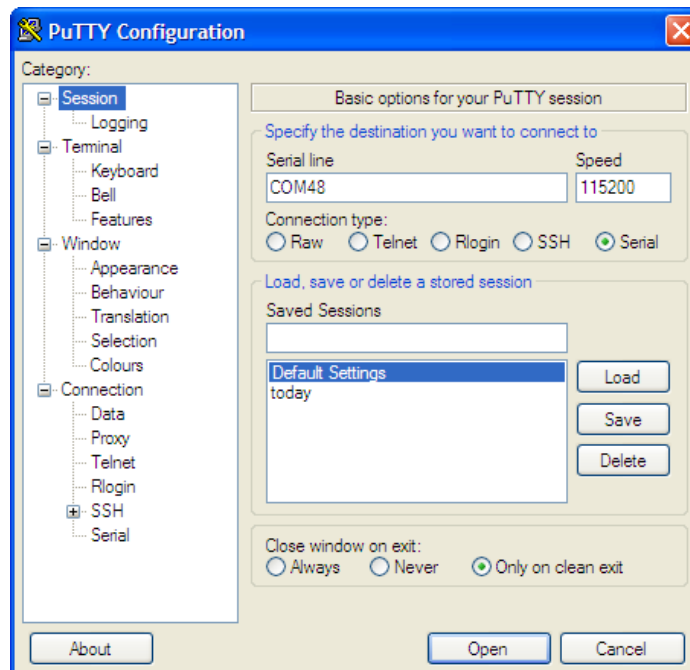 PuTTY Configuration
Category:
Session
Logging
Terminal
Keyboard
Bell
Features
Window
Appearance
Behaviour
Translation
Selection
Colours
Connection
Data
Proxy
Telnet
Rlogin
SSH
Serial
Basic options for your PuTTY session
Specify the destination you want to connect to
Serial line Speed
COM48 115200
Connection type:
Raw Telnet Rlogin SSH Serial
Load, save or delete a stored session
Saved Sessions
Default Settings
today
Load
Save
Delete
Close window on exit:
Always Never Only on clean exit
About Open Cancel